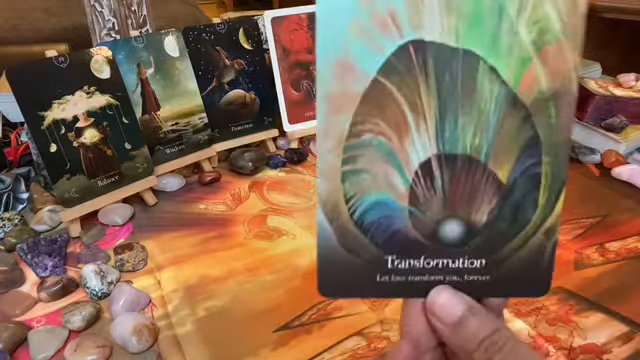 Balance
Wisdom
Protection
Transformation
Let love transform you, forever